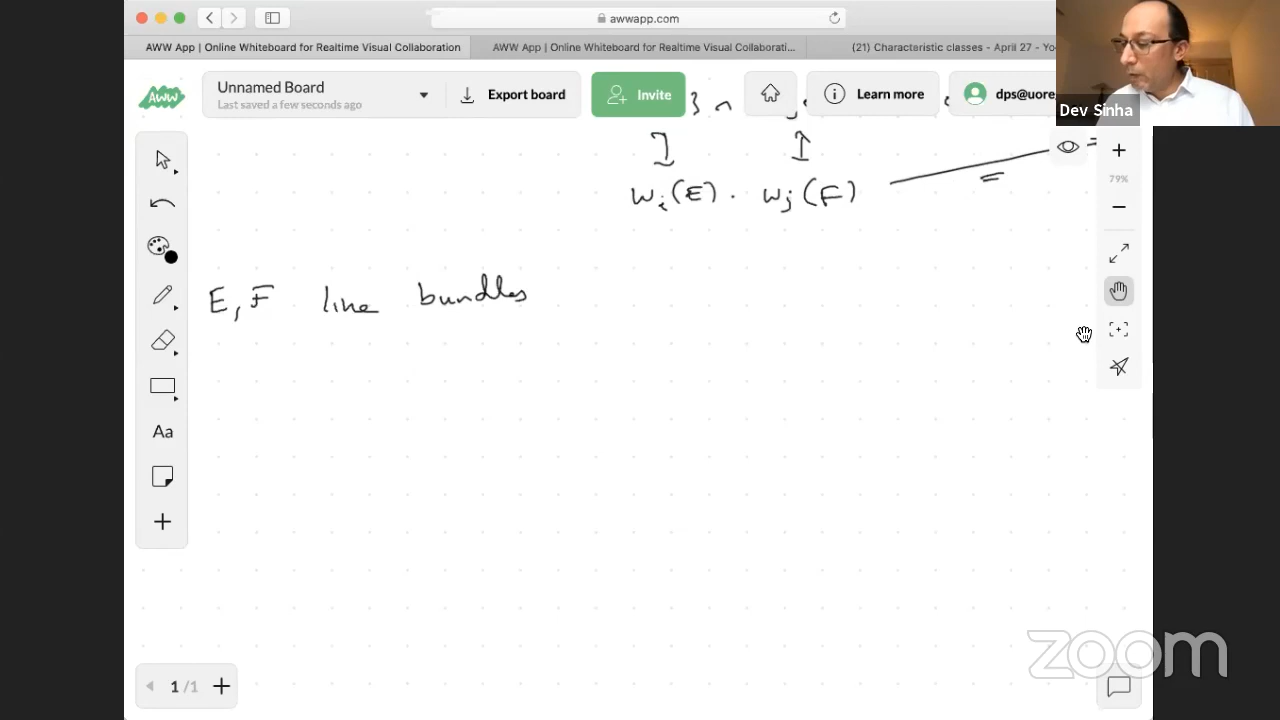 awwapp.com
AWW App | Online Whiteboard for Realtime Visual Collaboration
AWW App | Online Whiteboard for Realtime Visual Collaborati...
(21) Characteristic classes - April 27 - Yo
AWW
Unnamed Board
Last saved a few seconds ago
Export board
Invite
Learn more
dps@uore
Dev Sinha
79%
w_i(E) . w_j(F)
=
E, F line bundles
Aa
1/1
zoom